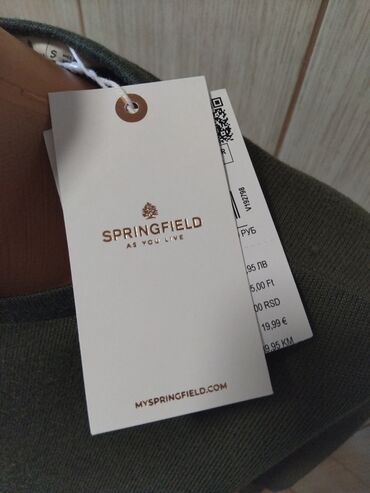 S
SPRINGFIELD
AS YOU LIVE
MYSPRINGFIELD.COM
R
V192798
РУБ
,95 ЛВ
5,00 Ft
,00 RSD
19,99 €
9,95 KM